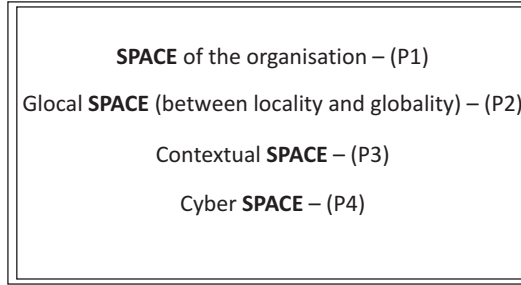 SPACE of the organisation – (P1)
Glocal SPACE (between locality and globality) – (P2)
Contextual SPACE – (P3)
Cyber SPACE – (P4)